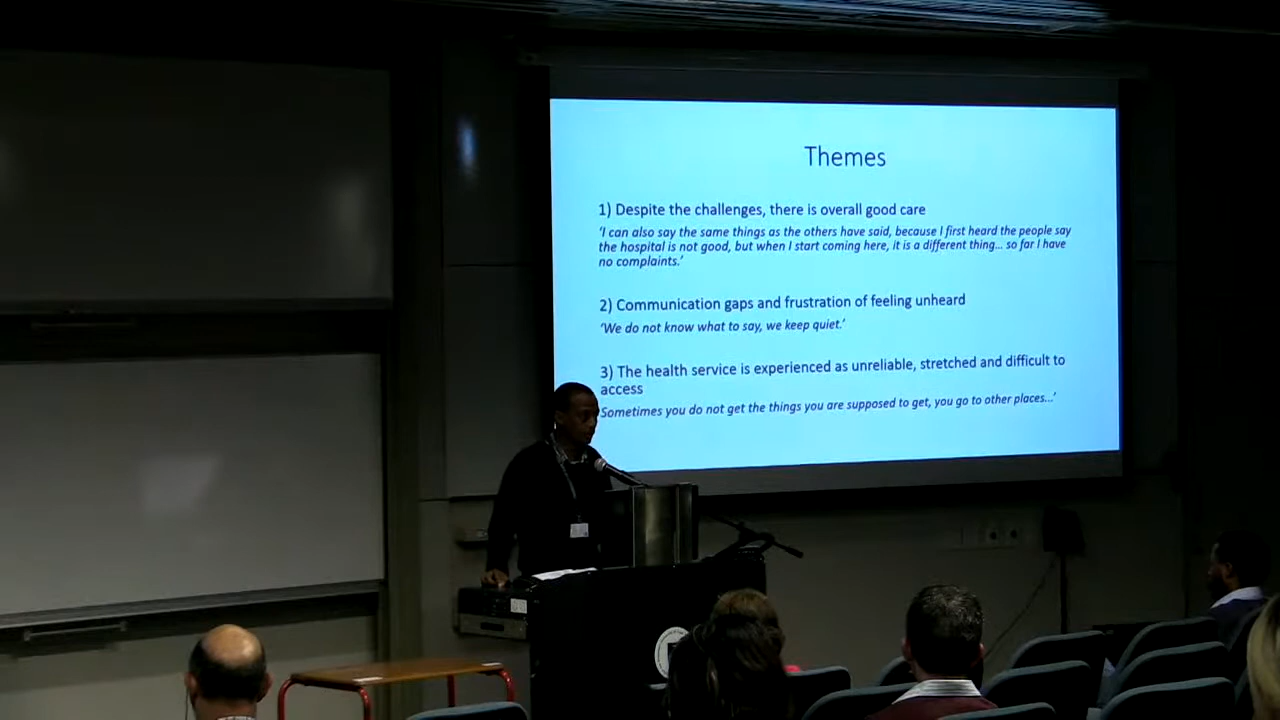 Themes
1) Despite the challenges, there is overall good care
'I can also say the same things as the others have said, because I first heard the people say
the hospital is not good, but when I start coming here, it is a different thing... so far I have
no complaints.'
2) Communication gaps and frustration of feeling unheard
'We do not know what to say, we keep quiet.'
3) The health service is experienced as unreliable, stretched and difficult to
access
Sometimes you do not get the things you are supposed to get, you go to other places...'